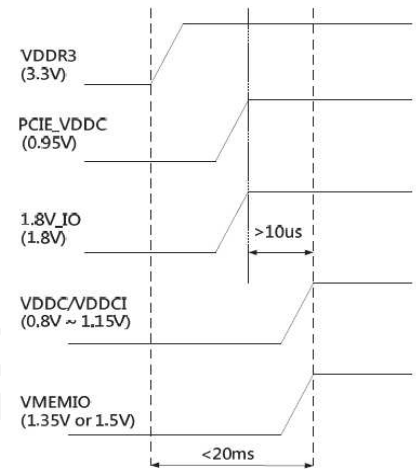 VDDR3
(3.3V)
PCIE_VDDC
(0.95V)
1.8V_IO
(1.8V)
>10us
VDDC/VDDCI
(0.8V ~ 1.15V)
VMEMIO
(1.35V or 1.5V)
<20ms